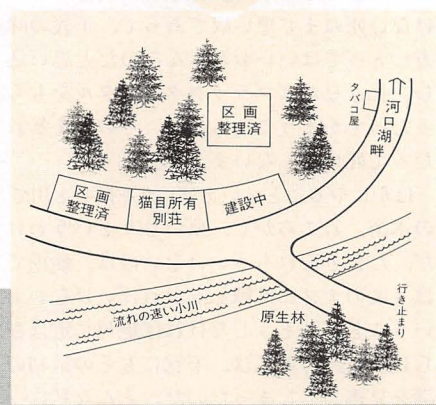 タバコ屋
河口湖畔
区画
整理済
区画
整理済
猫目所有
別荘
建設中
流れの速い小川
原生林
行き止まり